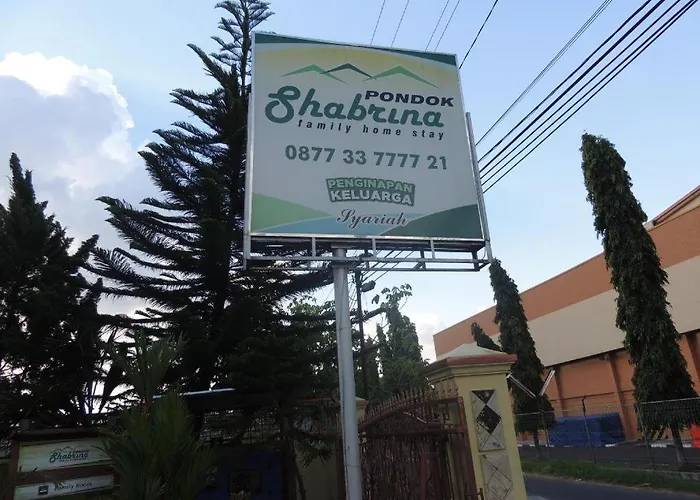 PONDOK
Shabrina
family home stay
0877 33 7777 21
PENGINAPAN
KELUARGA
Syariah
Shabrina